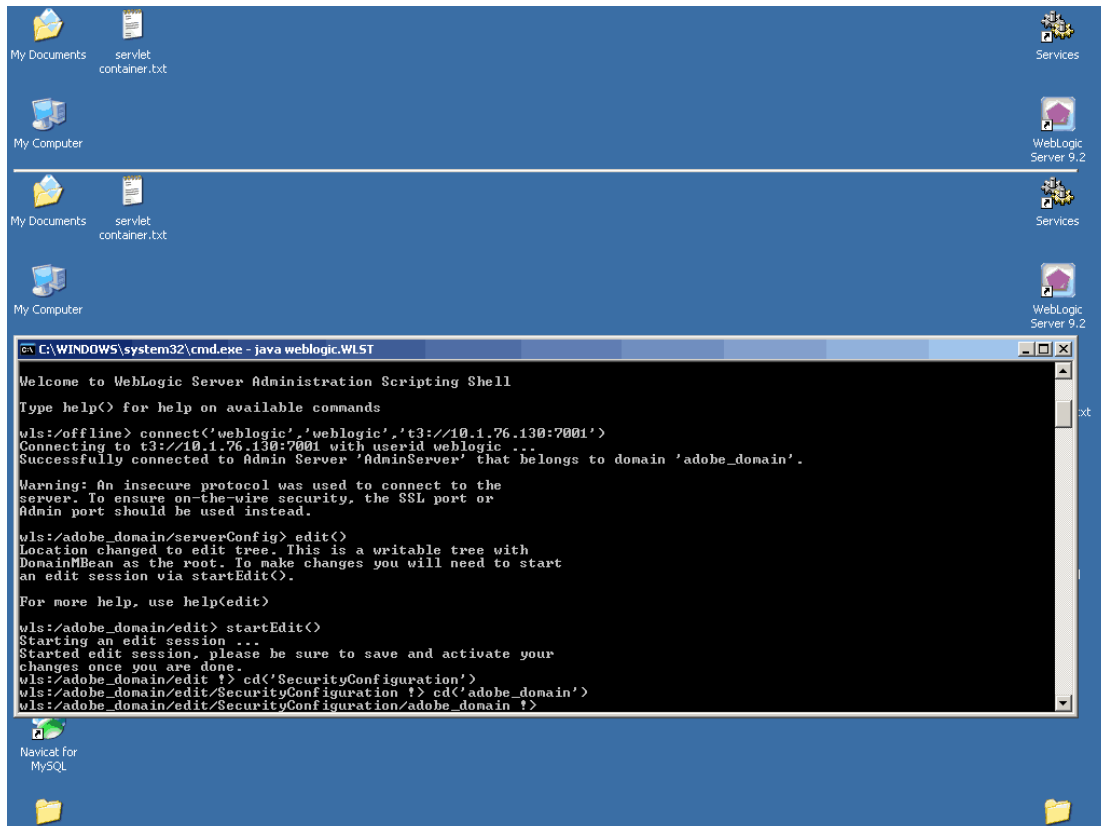 My Documents
servlet
container.txt
Services
My Computer
WebLogic
Server 9.2
My Documents
servlet
container.txt
Services
My Computer
WebLogic
Server 9.2
C:\WINDOWS\system32\cmd.exe - java weblogic.WLST
Welcome to WebLogic Server Administration Scripting Shell
Type help() for help on available commands
wls:/offline> connect('weblogic','weblogic','t3://10.1.76.130:7001')
Connecting to t3://10.1.76.130:7001 with userid weblogic ...
Successfully connected to Admin Server 'AdminServer' that belongs to domain 'adobe_domain'.
Warning: An insecure protocol was used to connect to the
server. To ensure on-the-wire security, the SSL port or
Admin port should be used instead.
wls:/adobe_domain/serverConfig> edit()
Location changed to edit tree. This is a writable tree with
DomainMBean as the root. To make changes you will need to start
an edit session via startEdit().
For more help, use help(edit)
wls:/adobe_domain/edit> startEdit()
Starting an edit session ...
Started edit session, please be sure to save and activate your
changes once you are done.
wls:/adobe_domain/edit !> cd('SecurityConfiguration')
wls:/adobe_domain/edit/SecurityConfiguration !> cd('adobe_domain')
wls:/adobe_domain/edit/SecurityConfiguration/adobe_domain !>
Navicat for
MySQL